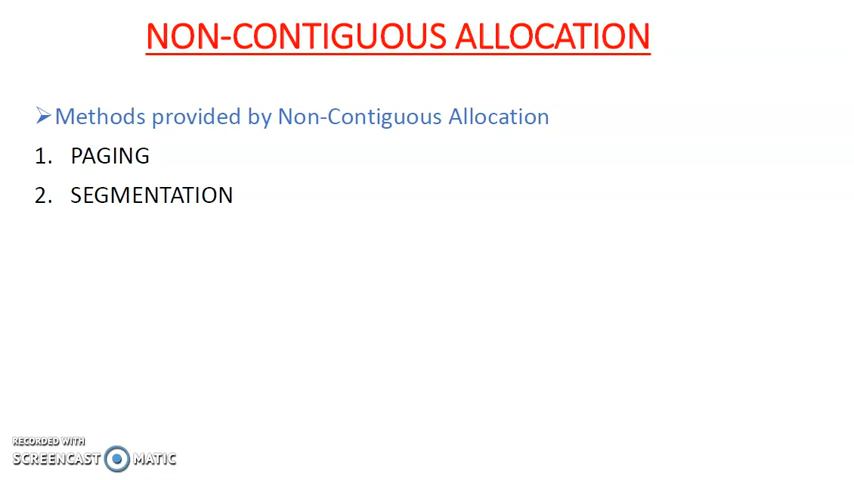 NON-CONTIGUOUS ALLOCATION
➢Methods provided by Non-Contiguous Allocation
1. PAGING
2. SEGMENTATION
RECORDED WITH
SCREENCAST MATIC